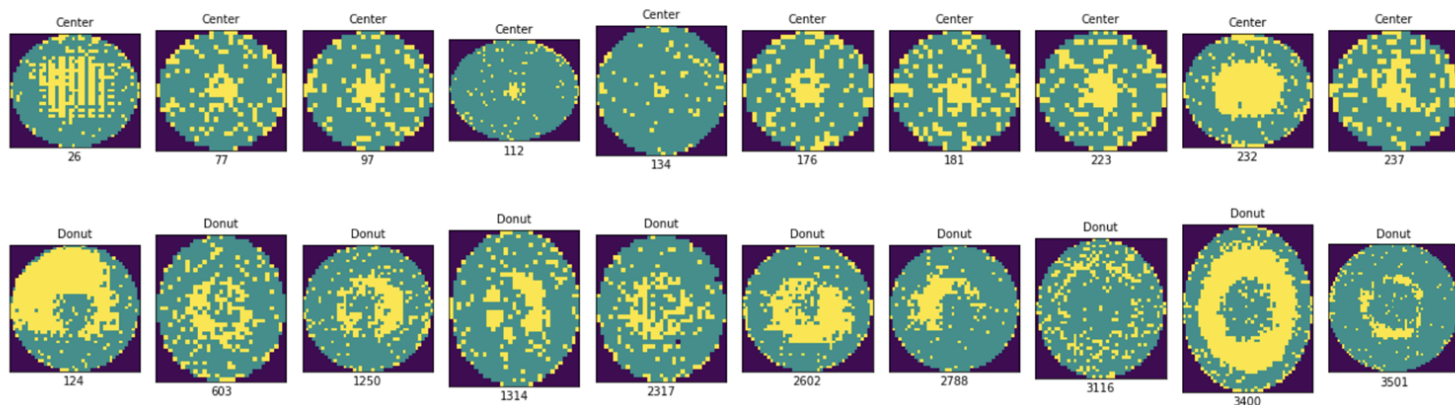 Center Center Center Center Center Center Center Center Center Center
26 77 97 112 134 176 181 223 232 237
Donut Donut Donut Donut Donut Donut Donut Donut Donut Donut
124 603 1250 1314 2317 2602 2788 3116 3400 3501